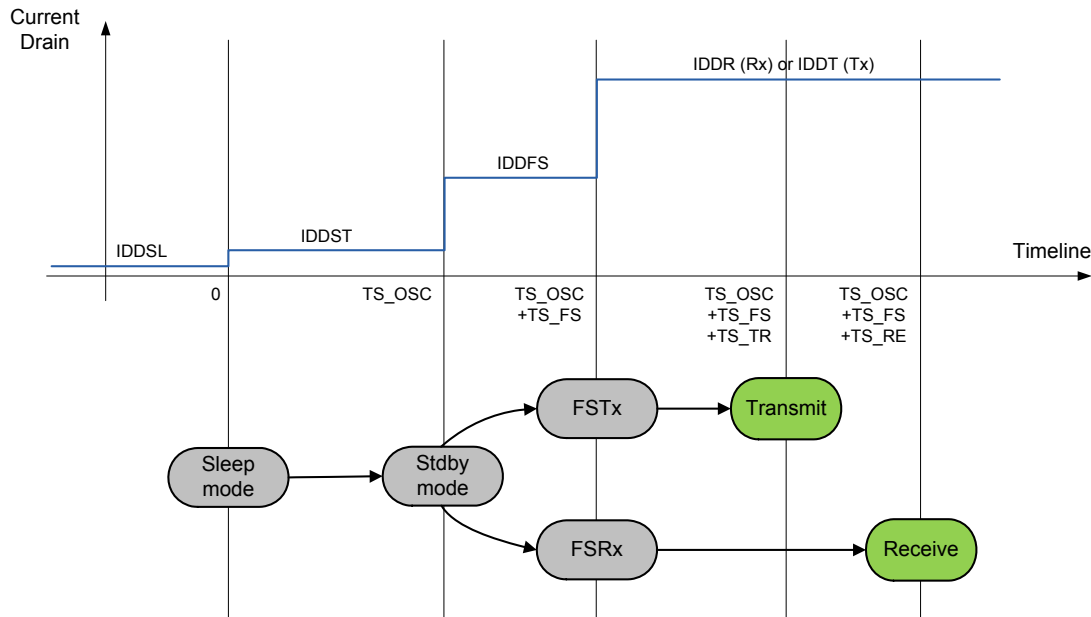 Current
Drain
IDDR (Rx) or IDDT (Tx)
IDDFS
IDDST
IDDSL
Timeline
0
TS_OSC
TS_OSC
+TS_FS
TS_OSC
+TS_FS
+TS_TR
TS_OSC
+TS_FS
+TS_RE
FSTx
Transmit
Sleep
mode
Stdby
mode
FSRx
Receive